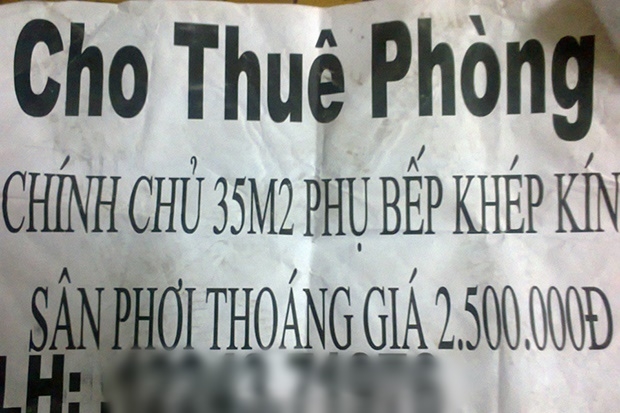 Cho Thuê Phòng
CHÍNH CHỦ 35M2 PHỤ BẾP KHÉP KÍN
SÂN PHƠI THOÁNG GIÁ 2.500.000Đ
LH: